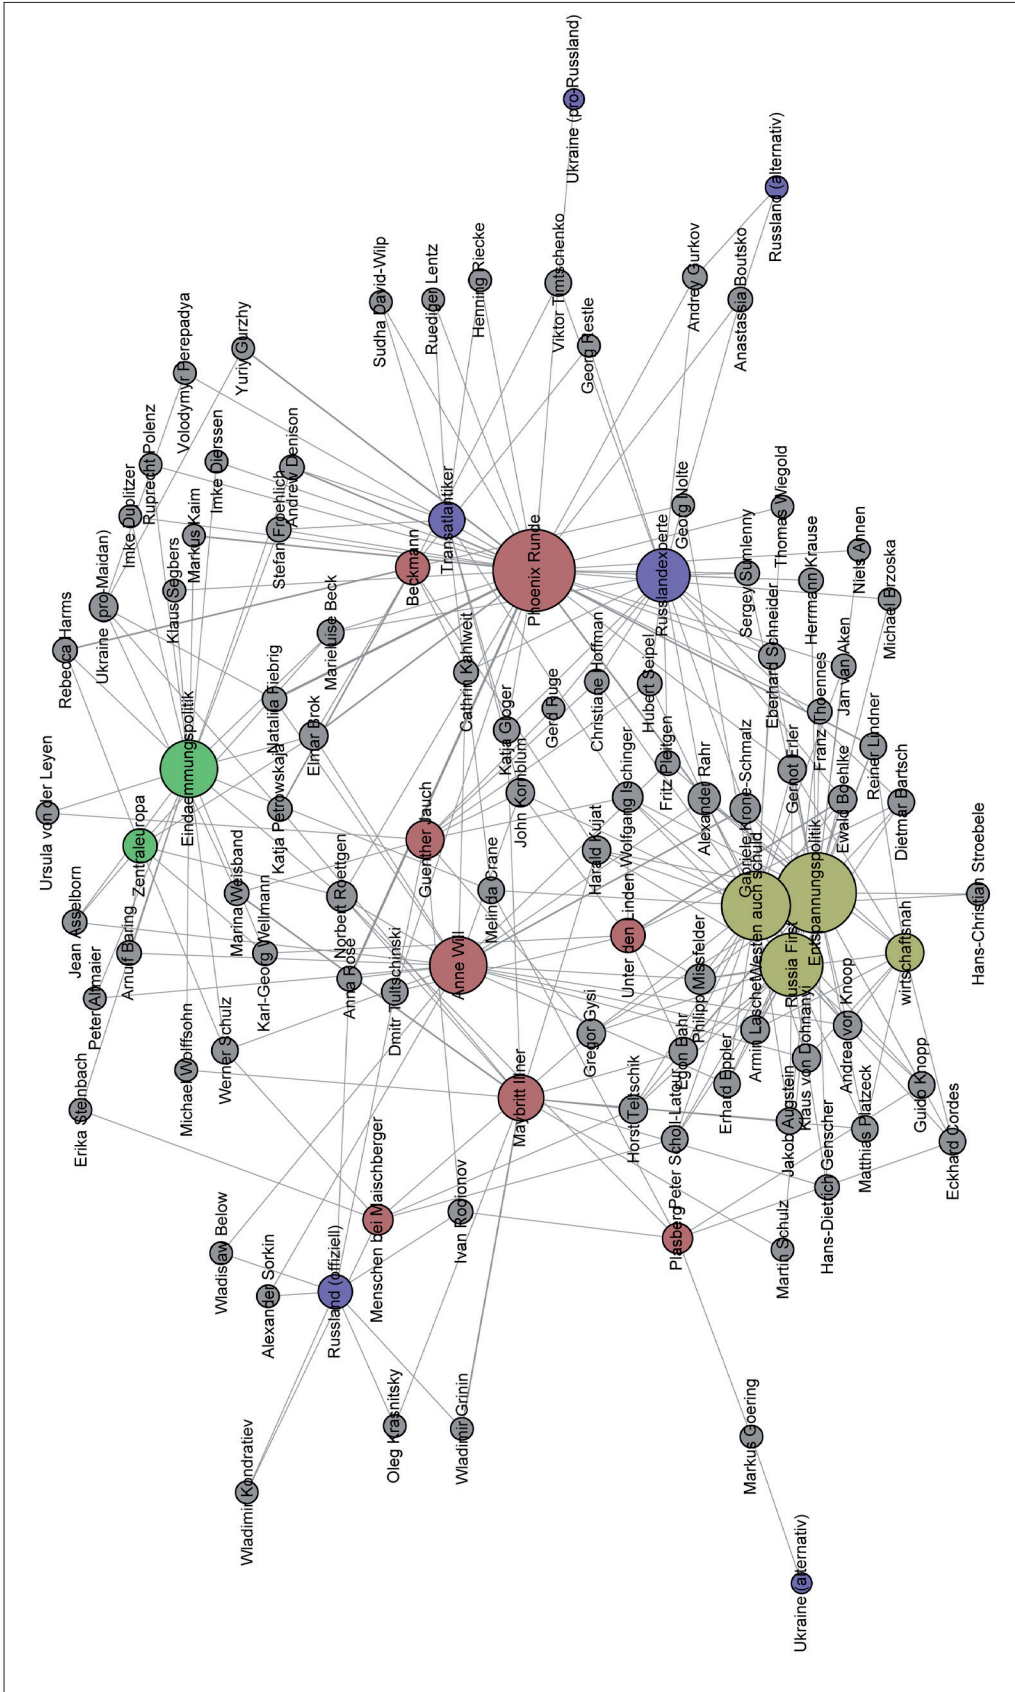 Ursula von der Leyen
Rebecca Harms
Jean Asselborn
Erika Steinbach
Peter Altmaier
Ukraine (pro-Maidan)
Imke Duplitzer
Arnulf Baring
Zentraleuropa
Ruprecht Polenz
Klaus Segbers
Volodymyr Yerepadya
Michael Wolffsohn
Eindaemmungspolitik
Markus Kaim
Imke Dierssen
Werner Schulz
Wladislaw Below
Marina Weisband
Yuriy Gurzhy
Wladimir Kondratiev
Karl-Georg Wellmann
Alexander Sorkin
Katja Petrowskaja
Nataliia Fiebrig
Stefan Froehlich
Andrew Denison
Elmar Brok
Marieluise Beck
Russland (offiziell)
Norbert Roettgen
Anna Rose
Menschen bei Maischberger
Sudha David-Wilp
Oleg Krasnitsky
Dmitr Tultschinski
Guenther Jauch
Beckmann
Ruediger Lentz
Transatlantiker
Wladimir Grinin
Ivan Rodionov
Anne Will
Cathrin Kahlweit
Henning Riecke
Melinda Crane
Katja Gloger
John Kornblum
Maybritt Illner
Phoenix Runde
Gerd Ruge
Viktor Timtschenko
Ukraine (pro-Russland)
Georg Restle
Gregor Gysi
Harald Kujat
Christiane Hoffman
Unter den Linden
Wolfgang Ischinger
Horst Teltschik
Hubert Seipel
Russlandexperte
Fritz Pleitgen
Plasberg
Peter Scholl-Latour
Egon Bahr
Georg Nolte
Andrey Gurkov
Philipp Missfelder
Alexander Rahr
Erhard Eppler
Anastassia Boutsko
Gabriele Krone-Schmalz
Sergey Sumlenny
Westen auch schuld
Armin Laschet
Markus Goering
Eberhard Schneider
Russland (alternativ)
Martin Schulz
Thomas Wiegold
Jakob Augstein
Gernot Erler
Russia First
Ukraine (alternativ)
Klaus von Dohnanyi
Herrmann Krause
Entspannungspolitik
Franz Thoennes
Hans-Dietrich Genscher
Ewald Boehlke
Jan van Aken
Andrea von Knoop
Niels Annen
Matthias Platzeck
Reiner Lindner
Michael Brzoska
Dietmar Bartsch
wirtschaftsnah
Guido Knopp
Eckhard Cordes
Hans-Christian Stroebele